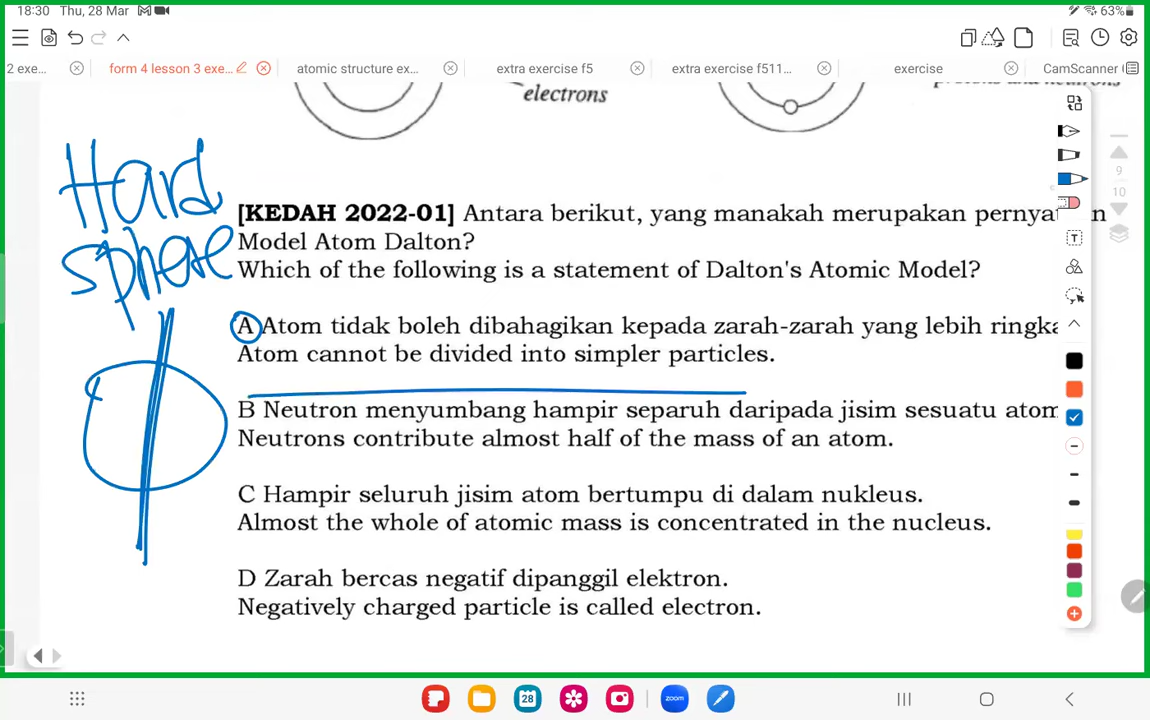 18:30 Thu, 28 Mar
63%
2 exe...
form 4 lesson 3 exe...
atomic structure ex...
extra exercise f5
extra exercise f511...
exercise
CamScanner
electrons
9
10
Hard
sphere
[KEDAH 2022-01] Antara berikut, yang manakah merupakan
Model Atom Dalton?
Which of the following is a statement of Dalton's Atomic Model?
A Atom tidak boleh dibahagikan kepada zarah-zarah yang lebih ringka
Atom cannot be divided into simpler particles.
B Neutron menyumbang hampir separuh daripada jisim sesuatu atom
Neutrons contribute almost half of the mass of an atom.
C Hampir seluruh jisim atom bertumpu di dalam nukleus.
Almost the whole of atomic mass is concentrated in the nucleus.
D Zarah bercas negatif dipanggil elektron.
Negatively charged particle is called electron.
28
zoom